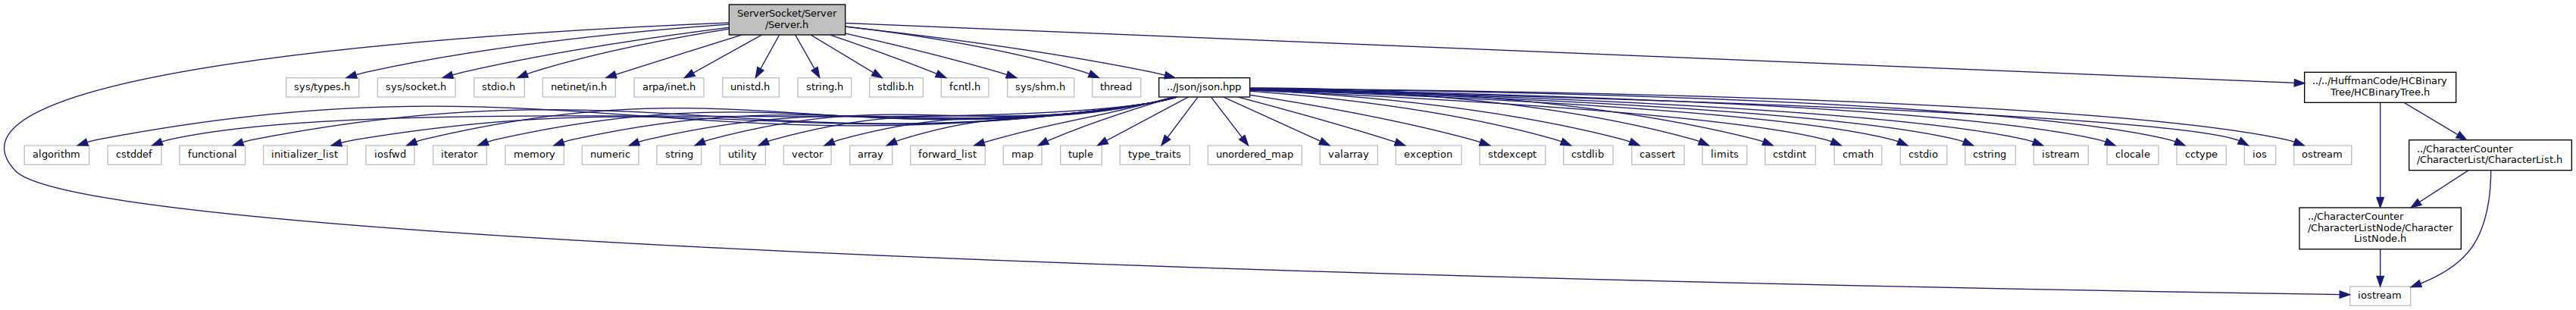 ServerSocket/Server
/Server.h
sys/types.h
sys/socket.h
stdio.h
netinet/in.h
arpa/inet.h
unistd.h
string.h
stdlib.h
fcntl.h
sys/shm.h
thread
../Json/json.hpp
../../HuffmanCode/HCBinary
Tree/HCBinaryTree.h
algorithm
cstddef
functional
initializer_list
iosfwd
iterator
memory
numeric
string
utility
vector
array
forward_list
map
tuple
type_traits
unordered_map
valarray
exception
stdexcept
cstdlib
cassert
limits
cstdint
cmath
cstdio
cstring
istream
clocale
cctype
ios
ostream
../CharacterCounter
/CharacterList/CharacterList.h
../CharacterCounter
/CharacterListNode/Character
ListNode.h
iostream